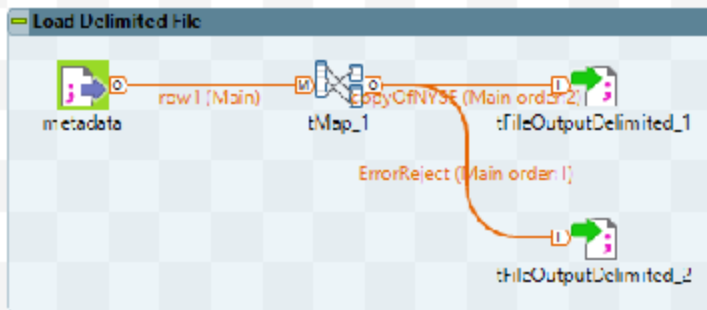 Load Delimited File
row1 (Main)
copyOfNYSE (Main order:2)
metadata
tMap_1
tFileOutputDelimited_1
ErrorReject (Main order:1)
tFileOutputDelimited_2